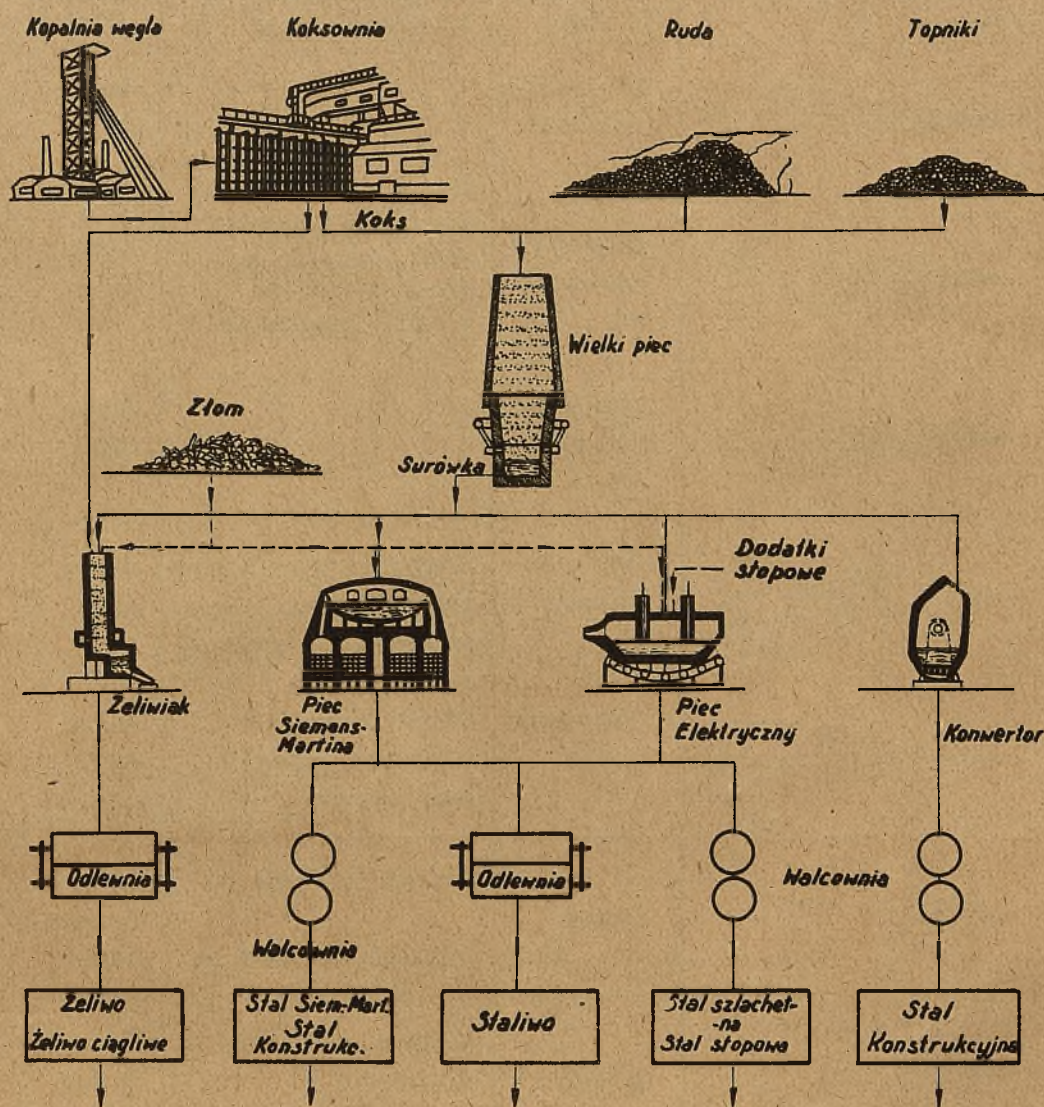 Kopalnia węgla
Koksownia
Ruda
Topniki
Koks
Wielki piec
Złom
Surówka
Dodatki
stopowe
Żeliwiak
Piec
Siemens-
Martina
Piec
Elektryczny
Konwertor
Odlewnia
Odlewnia
Walcownia
Walcownia
Żeliwo
Żeliwo ciągliwe
Stal Siem-Mart.
Stal
Konstrukc.
Staliwo
Stal szlachet-
-na
Stal stopowa
Stal
Konstrukcyjna